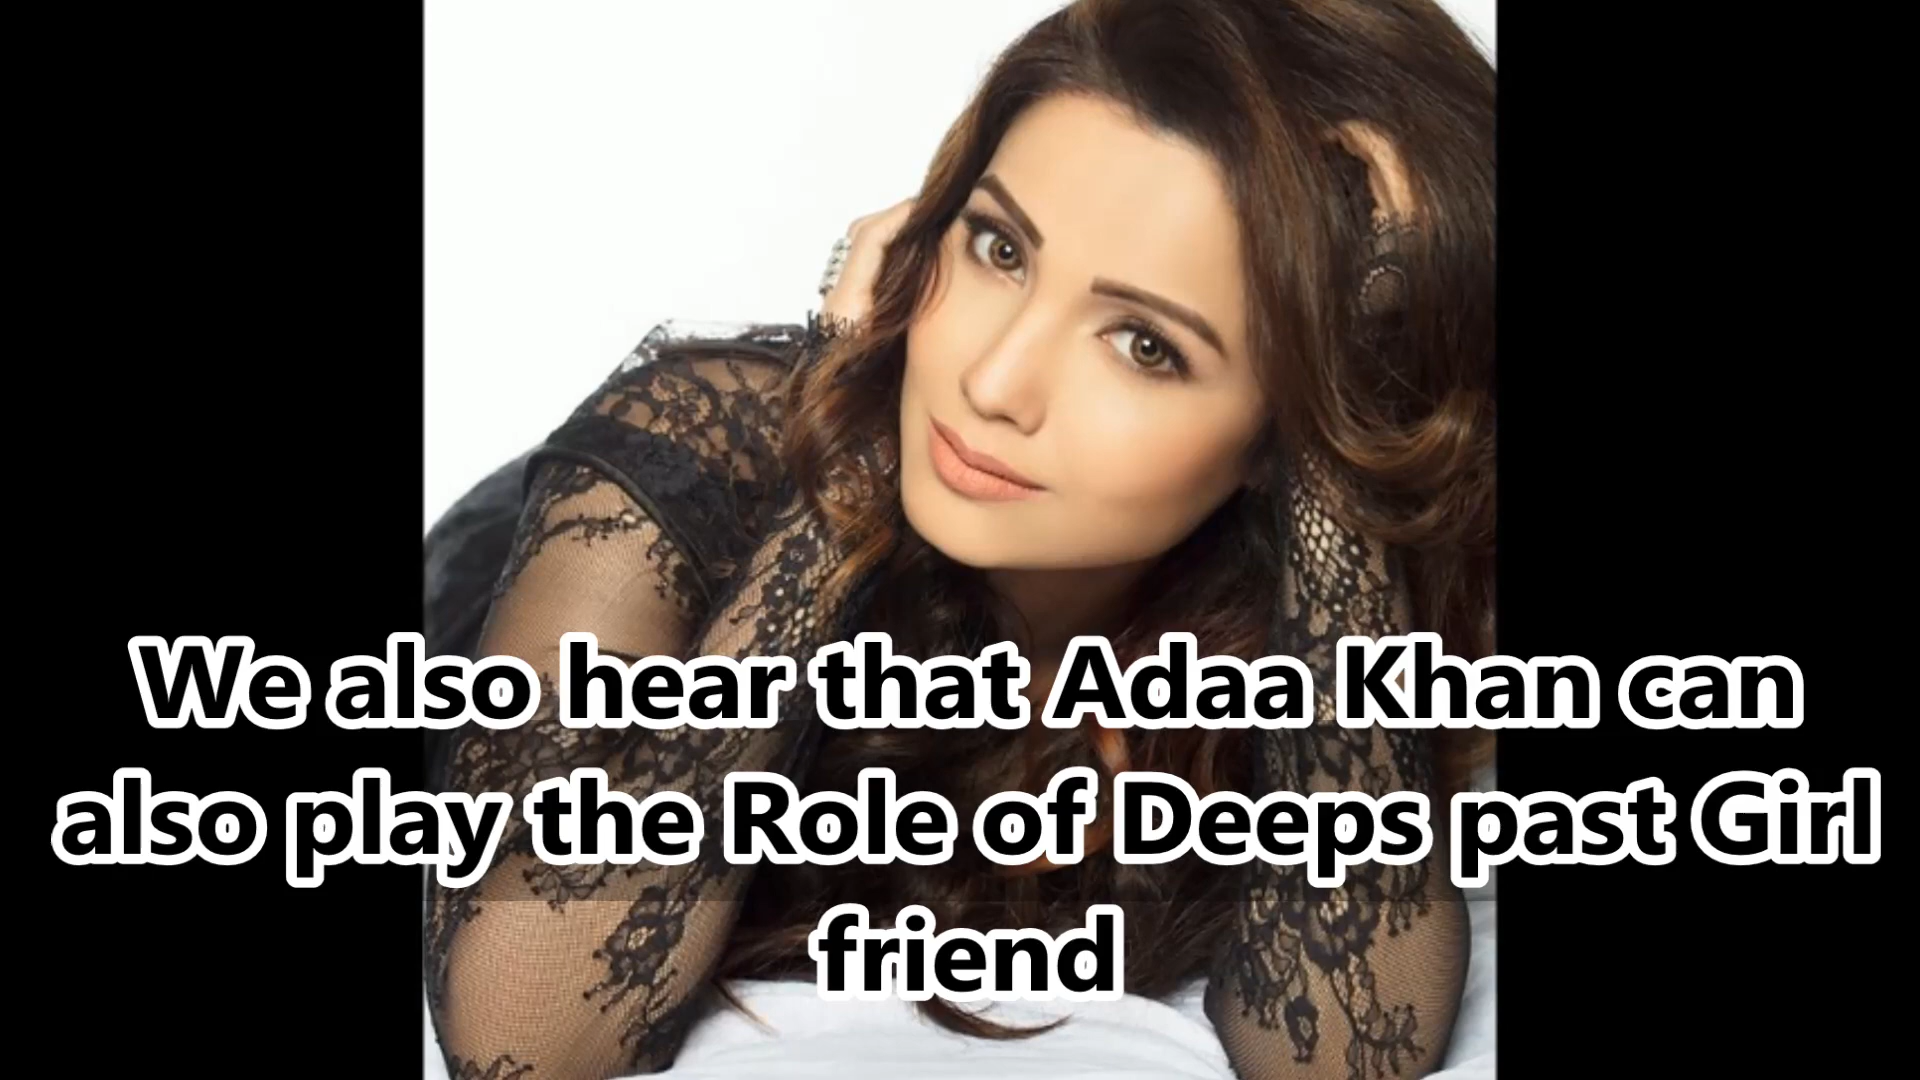 We also hear that Adaa Khan can
also play the Role of Deeps past Girl
friend